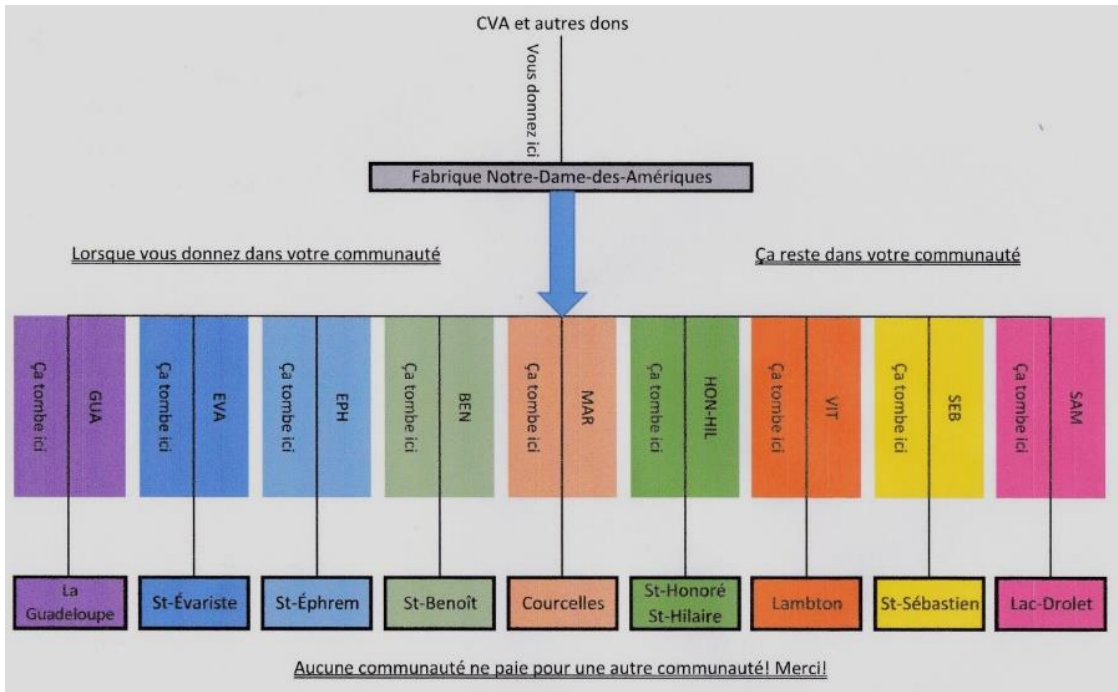 CVA et autres dons
Vous donnez ici
Fabrique Notre-Dame-des-Amériques
Lorsque vous donnez dans votre communauté
Ça reste dans votre communauté
Ça tombe ici
GUA
Ça tombe ici
EVA
Ça tombe ici
EPH
Ça tombe ici
BEN
Ça tombe ici
MAR
Ça tombe ici
HON-HIL
Ça tombe ici
VIT
Ça tombe ici
SEB
Ça tombe ici
SAM
La
Guadeloupe
St-Évariste
St-Éphrem
St-Benoît
Courcelles
St-Honoré
St-Hilaire
Lambton
St-Sébastien
Lac-Drolet
Aucune communauté ne paie pour une autre communauté! Merci!